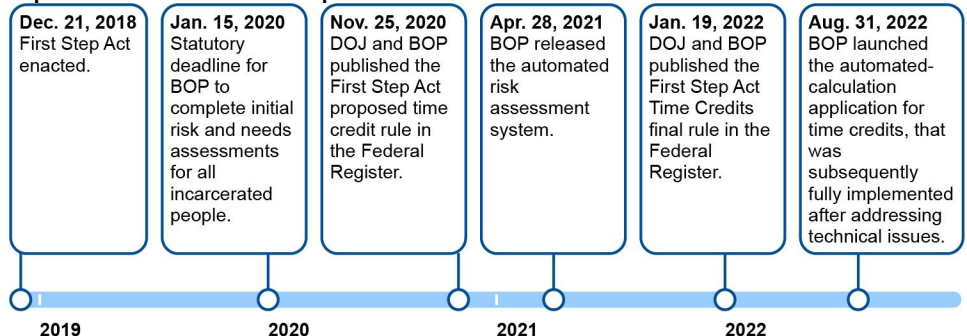 Dec. 21, 2018
First Step Act
enacted.
Jan. 15, 2020
Statutory
deadline for
BOP to
complete initial
risk and needs
assessments
for all
incarcerated
people.
Nov. 25, 2020
DOJ and BOP
published the
First Step Act
proposed time
credit rule in
the Federal
Register.
Apr. 28, 2021
BOP released
the automated
risk
assessment
system.
Jan. 19, 2022
DOJ and BOP
published the
First Step Act
Time Credits
final rule in the
Federal
Register.
Aug. 31, 2022
BOP launched
the automated-
calculation
application for
time credits, that
was
subsequently
fully implemented
after addressing
technical issues.
2019
2020
2021
2022